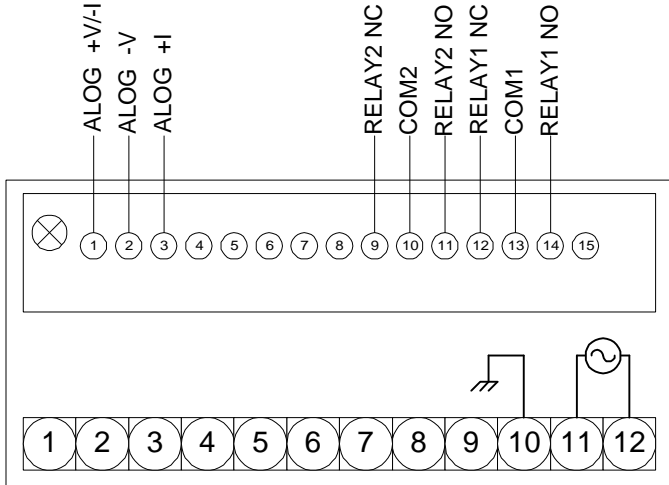 ALOG +V/-I
ALOG -V
ALOG +I
RELAY2 NC
COM2
RELAY2 NO
RELAY1 NC
COM1
RELAY1 NO
1 2 3 4 5 6 7 8 9 10 11 12 13 14 15
1 2 3 4 5 6 7 8 9 10 11 12